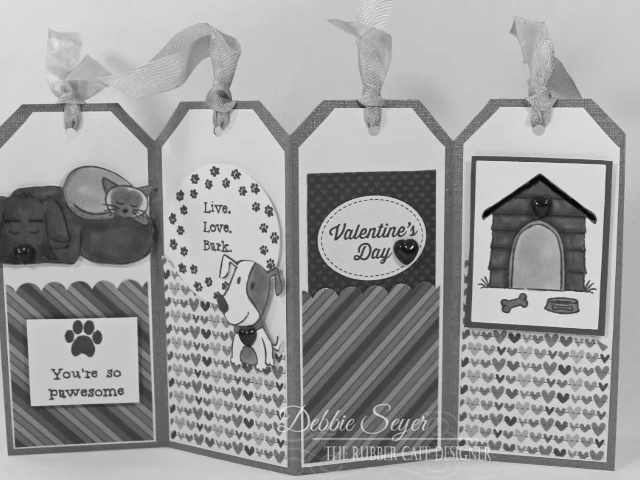 Live.
Love.
Bark.
Valentine's
Day
You're so
pawesome
Debbie Seyer
THE RUBBER CAFE DESIGNER